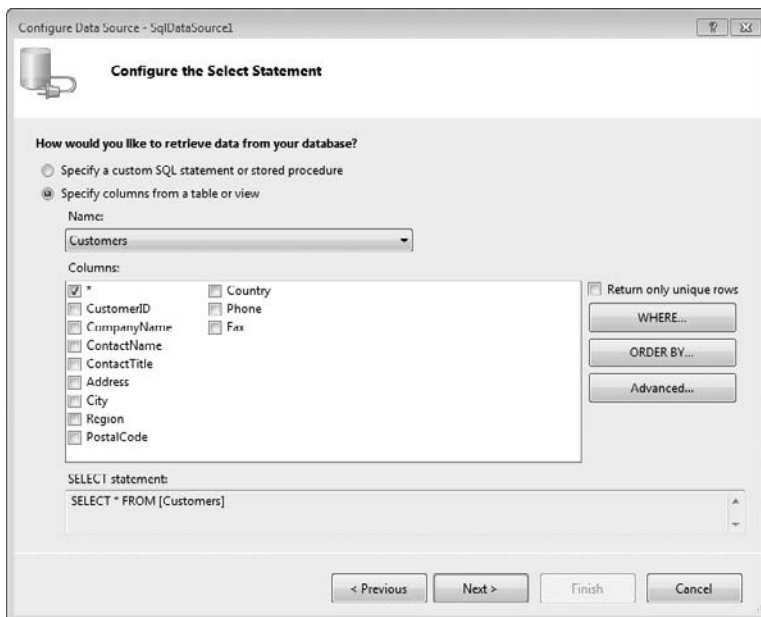 Configure Data Source - SqlDataSource1
Configure the Select Statement
How would you like to retrieve data from your database?
Specify a custom SQL statement or stored procedure
Specify columns from a table or view
Name:
Customers
Columns:
*
CustomerID
CompanyName
ContactName
ContactTitle
Address
City
Region
PostalCode
Country
Phone
Fax
Return only unique rows
WHERE...
ORDER BY...
Advanced...
SELECT statement:
SELECT * FROM [Customers]
< Previous Next > Finish Cancel